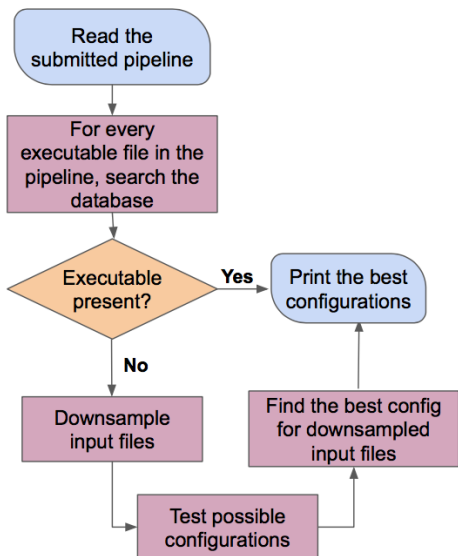 Read the
submitted pipeline
For every
executable file in the
pipeline, search the
database
Executable
present?
Yes
Print the best
configurations
No
Downsample
input files
Find the best config
for downsampled
input files
Test possible
configurations